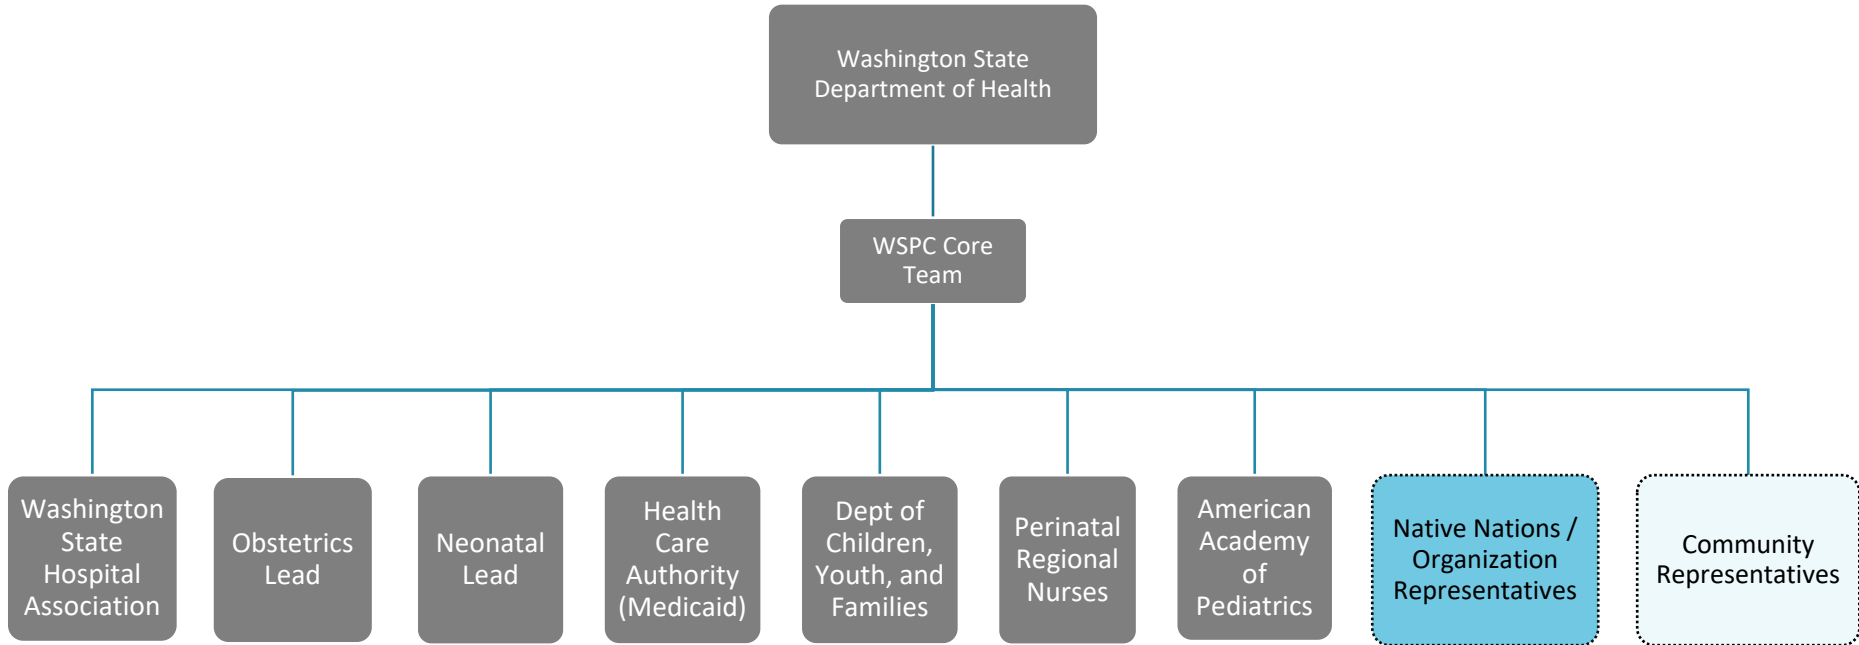 Washington State
Department of Health
WSPC Core
Team
Washington
State
Hospital
Association
Obstetrics
Lead
Neonatal
Lead
Health
Care
Authority
(Medicaid)
Dept of
Children,
Youth, and
Families
Perinatal
Regional
Nurses
American
Academy
of
Pediatrics
Native Nations /
Organization
Representatives
Community
Representatives